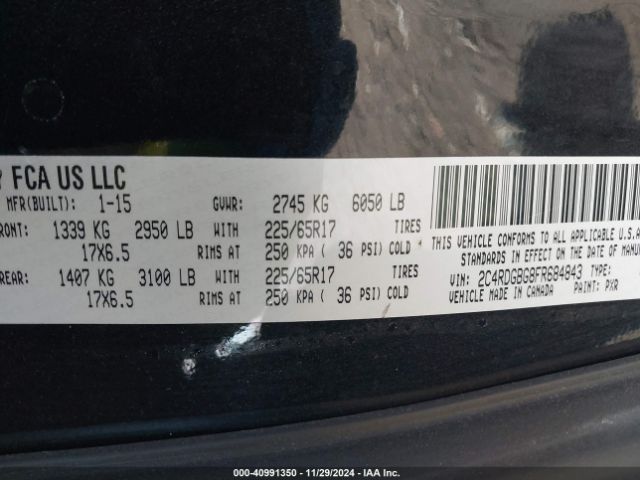 FCA US LLC
MFR(BUILT): 1-15 GVWR: 2745 KG 6050 LB
FRONT: 1339 KG 2950 LB WITH 225/65R17 TIRES
17X6.5 RIMS AT 250 KPA ( 36 PSI) COLD
REAR: 1407 KG 3100 LB WITH 225/65R17 TIRES
17X6.5 RIMS AT 250 KPA ( 36 PSI) COLD
THIS VEHICLE CONFORMS TO ALL APPLICABLE U.S.A.
STANDARDS IN EFFECT ON THE DATE OF MANU
VIN: 2C4RDGBG8FR684843 TYPE:
VEHICLE MADE IN CANADA PAINT: PXR
000-40991350 | 11/29/2024 | IAA Inc.